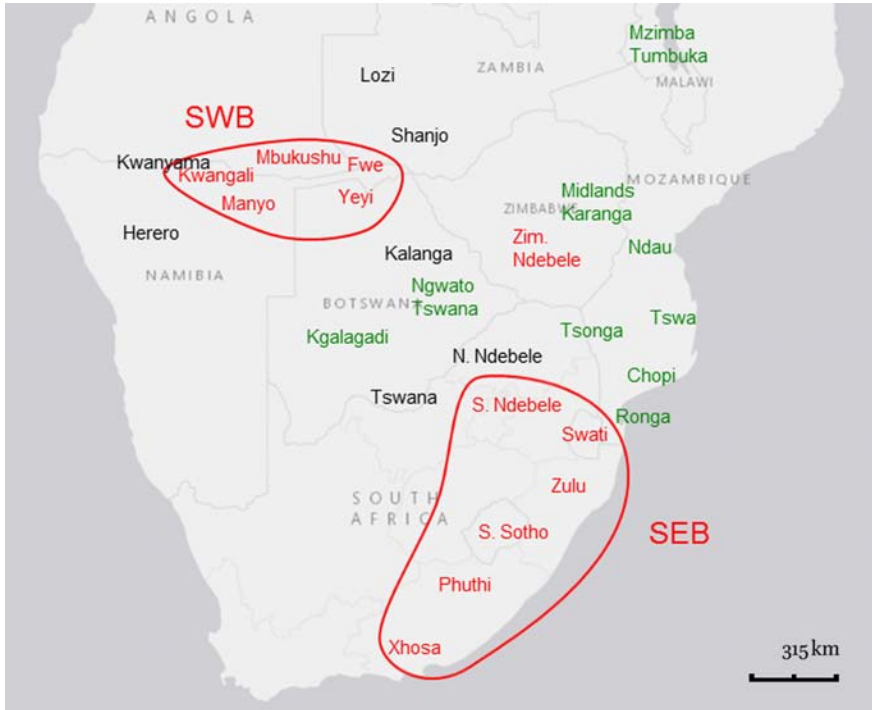 ANGOLA
Mzimba
Tumbuka
Lozi
ZAMBIA
MALAWI
SWB
Shanjo
Kwanyama
Mbukushu
Fwe
Kwangali
Manyo
Yeyi
Midlands
Karanga
MOZAMBIQUE
ZIMBABWE
Herero
Zim.
Ndebele
Ndau
Kalanga
NAMIBIA
Ngwato
Tswana
BOTSWANA
Kgalagadi
Tsonga
Tswa
N. Ndebele
Chopi
Tswana
S. Ndebele
Ronga
Swati
Zulu
SOUTH
AFRICA
S. Sotho
SEB
Phuthi
Xhosa
315 km